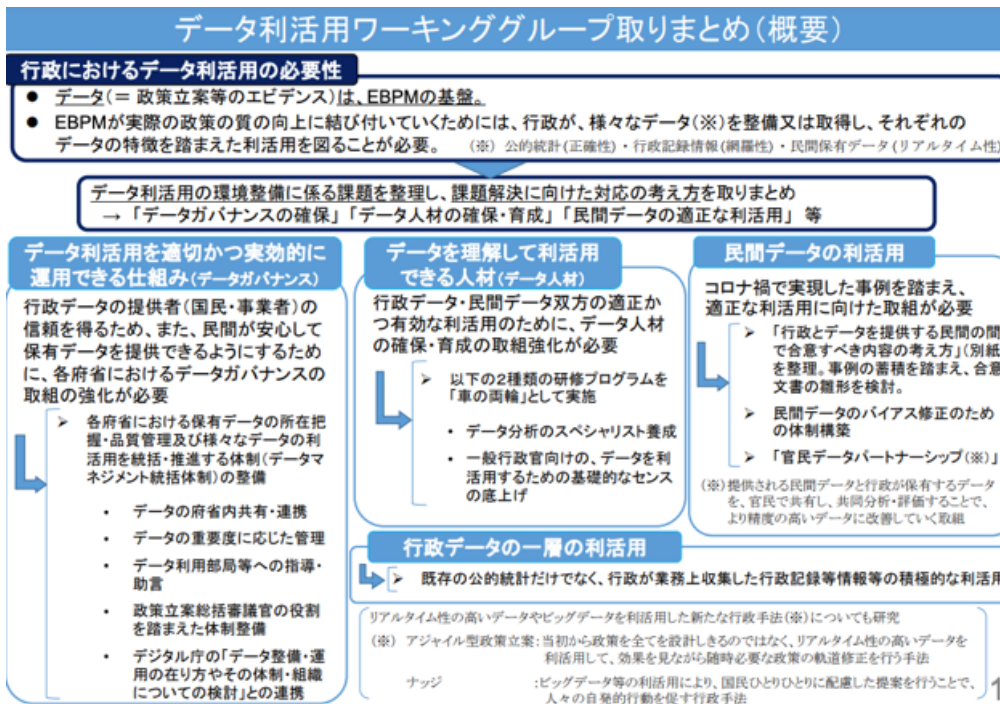 データ利活用ワーキンググループ取りまとめ(概要)
行政におけるデータ利活用の必要性
● データ(= 政策立案等のエビデンス)は、EBPMの基盤。
● EBPMが実際の政策の質の向上に結び付いていくためには、行政が、様々なデータ(※)を整備又は取得し、それぞれの
データの特徴を踏まえた利活用を図ることが必要。 (※) 公的統計(正確性)・行政記録情報(網羅性)・民間保有データ(リアルタイム性)
データ利活用の環境整備に係る課題を整理し、課題解決に向けた対応の考え方を取りまとめ
→ 「データガバナンスの確保」「データ人材の確保・育成」「民間データの適正な利活用」 等
データ利活用を適切かつ実効的に
運用できる仕組み(データガバナンス)
行政データの提供者(国民・事業者)の
信頼を得るため、また、民間が安心して
保有データを提供できるようにするため
に、各府省におけるデータガバナンスの
取組の強化が必要
➢ 各府省における保有データの所在把
握・品質管理及び様々なデータの利
活用を統括・推進する体制(データマ
ネジメント統括体制)の整備
• データの府省内共有・連携
• データの重要度に応じた管理
• データ利用部局等への指導・
助言
• 政策立案総括審議官の役割
を踏まえた体制整備
• デジタル庁の「データ整備・運
用の在り方やその体制・組織
についての検討」との連携
データを理解して利活用
できる人材(データ人材)
行政データ・民間データ双方の適正か
つ有効な利活用のために、データ人材
の確保・育成の取組強化が必要
➢ 以下の2種類の研修プログラムを
「車の両輪」として実施
• データ分析のスペシャリスト養成
• 一般行政官向けの、データを利
活用するための基礎的なセンス
の底上げ
民間データの利活用
コロナ禍で実現した事例を踏まえ、
適正な利活用に向けた取組が必要
➢ 「行政とデータを提供する民間の間
で合意すべき内容の考え方」(別紙
を整理。事例の蓄積を踏まえ、合意
文書の雛形を検討。
➢ 民間データのバイアス修正のため
の体制構築
➢ 「官民データパートナーシップ(※)」
(※)提供される民間データと行政が保有するデータ
を、官民で共有し、共同分析・評価することで、
より精度の高いデータに改善していく取組
行政データの一層の利活用
➢ 既存の公的統計だけでなく、行政が業務上収集した行政記録等情報等の積極的な利活用
リアルタイム性の高いデータやビッグデータを利活用した新たな行政手法(※)についても研究
(※) アジャイル型政策立案:当初から政策を全てを設計しきるのではなく、リアルタイム性の高いデータを
利活用して、効果を見ながら随時必要な政策の軌道修正を行う手法
ナッジ :ビッグデータ等の利活用により、国民ひとりひとりに配慮した提案を行うことで、
人々の自発的行動を促す行政手法
1